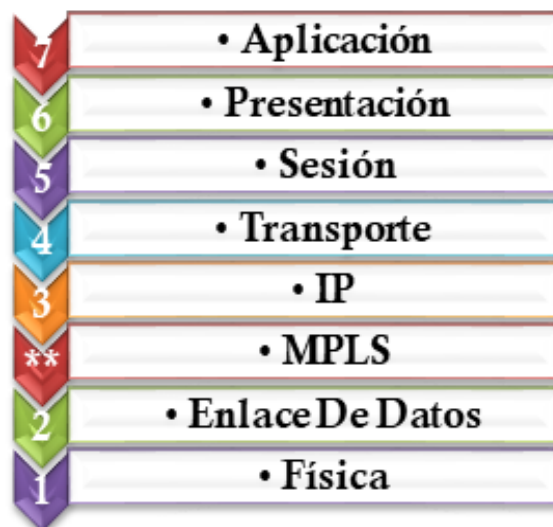 7 • Aplicación
6 • Presentación
5 • Sesión
4 • Transporte
3 • IP
** • MPLS
2 • Enlace De Datos
1 • Física